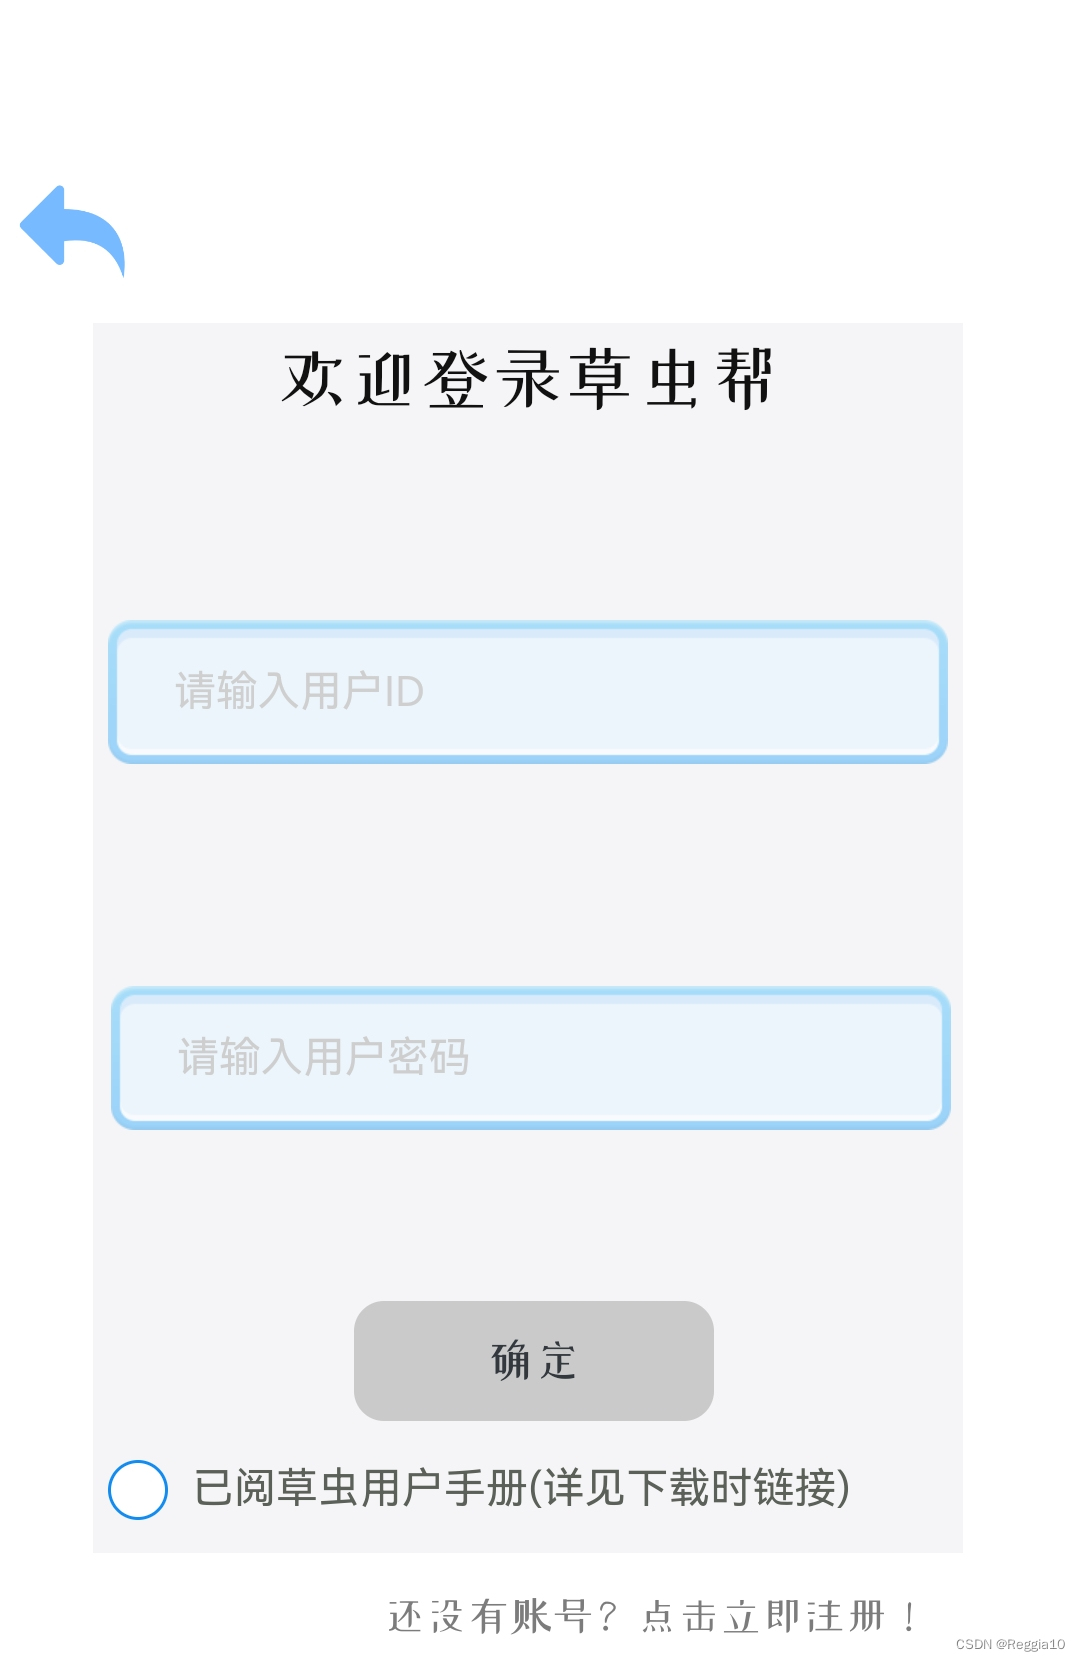 欢迎登录草虫帮
请输入用户ID
请输入用户密码
确定
已阅草虫用户手册(详见下载时链接)
还没有账号？点击立即注册！
CSDN @Reggia10